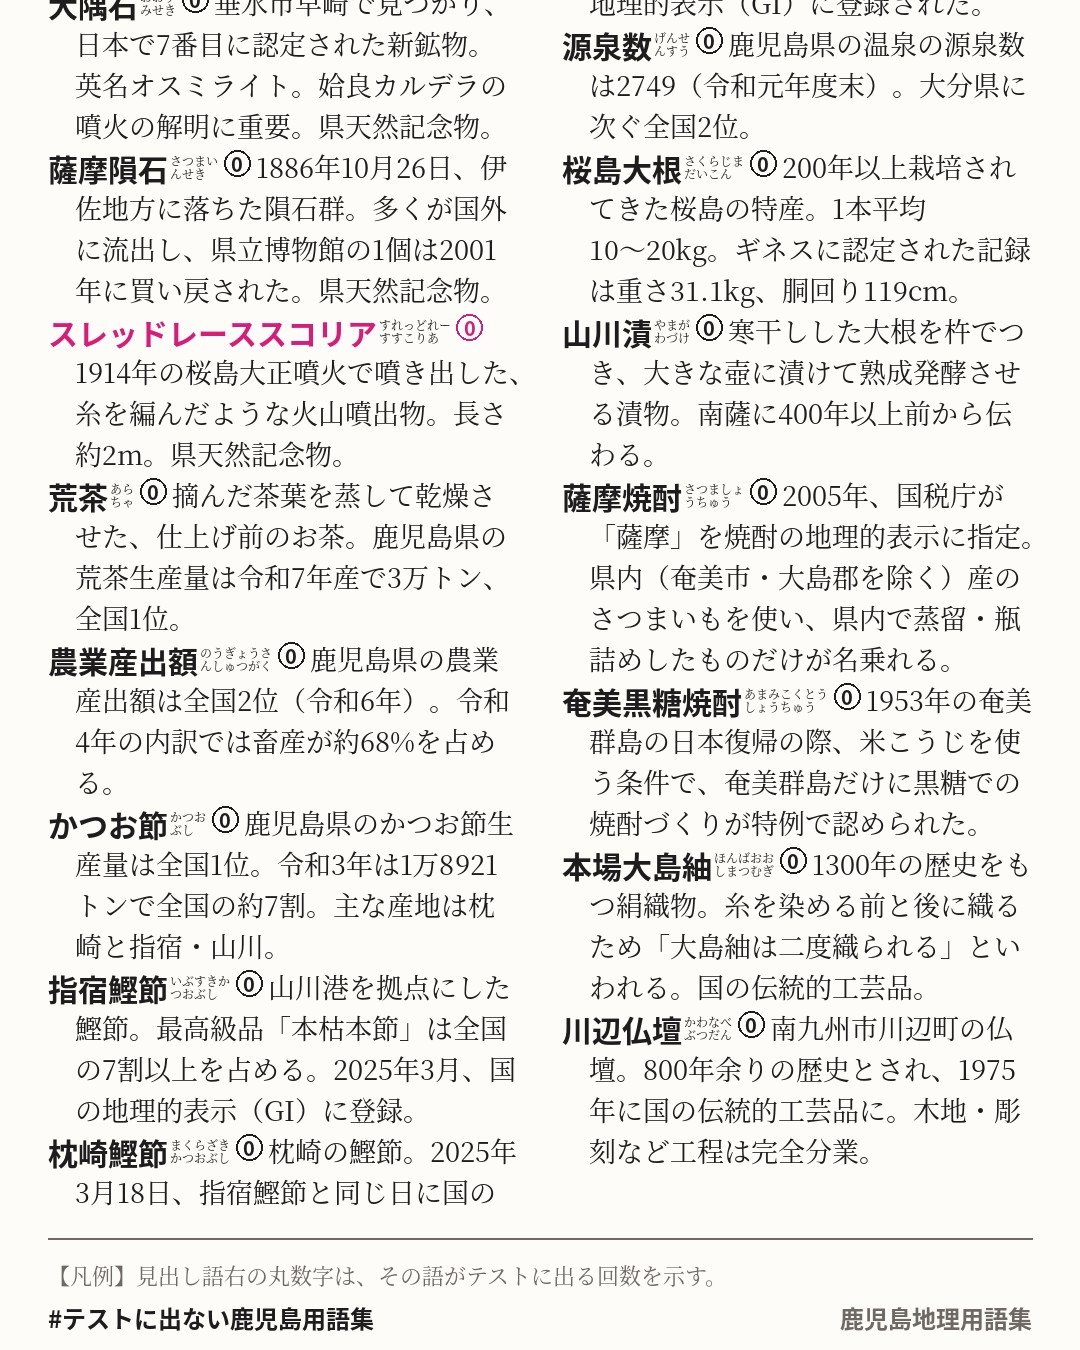 大隅石 おおす みせき ⓪ 垂水市早崎で見つかり、
日本で7番目に認定された新鉱物。
英名オスミライト。姶良カルデラの
噴火の解明に重要。県天然記念物。
薩摩隕石 さつまい んせき ⓪ 1886年10月26日、伊
佐地方に落ちた隕石群。多くが国外
に流出し、県立博物館の1個は2001
年に買い戻された。県天然記念物。
スレッドレーススコリア すれっどれー すすこりあ ⓪
1914年の桜島大正噴火で噴き出した、
糸を編んだような火山噴出物。長さ
約2m。県天然記念物。
荒茶 あら ちゃ ⓪ 摘んだ茶葉を蒸して乾燥さ
せた、仕上げ前のお茶。鹿児島県の
荒茶生産量は令和7年産で3万トン、
全国1位。
農業産出額 のうぎょうさ んしゅつがく ⓪ 鹿児島県の農業
産出額は全国2位（令和6年）。令和
4年の内訳では畜産が約68%を占め
る。
かつお節 かつお ぶし ⓪ 鹿児島県のかつお節生
産量は全国1位。令和3年は1万8921
トンで全国の約7割。主な産地は枕
崎と指宿・山川。
指宿鰹節 いぶすきか つおぶし ⓪ 山川港を拠点にした
鰹節。最高級品「本枯本節」は全国
の7割以上を占める。2025年3月、国
の地理的表示（GI）に登録。
枕崎鰹節 まくらざき かつおぶし ⓪ 枕崎の鰹節。2025年
3月18日、指宿鰹節と同じ日に国の
地理的表示（GI）に登録された。
源泉数 げんせ んすう ⓪ 鹿児島県の温泉の源泉数
は2749（令和元年度末）。大分県に
次ぐ全国2位。
桜島大根 さくらじま だいこん ⓪ 200年以上栽培され
てきた桜島の特産。1本平均
10〜20kg。ギネスに認定された記録
は重さ31.1kg、胴回り119cm。
山川漬 やまが わづけ ⓪ 寒干しした大根を杵でつ
き、大きな壺に漬けて熟成発酵させ
る漬物。南薩に400年以上前から伝
わる。
薩摩焼酎 さつましょ うちゅう ⓪ 2005年、国税庁が
「薩摩」を焼酎の地理的表示に指定。
県内（奄美市・大島郡を除く）産の
さつまいもを使い、県内で蒸留・瓶
詰めしたものだけが名乗れる。
奄美黒糖焼酎 あまみこくとう しょうちゅう ⓪ 1953年の奄美
群島の日本復帰の際、米こうじを使
う条件で、奄美群島だけに黒糖での
焼酎づくりが特例で認められた。
本場大島紬 ほんばおお しまつむぎ ⓪ 1300年の歴史をも
つ絹織物。糸を染める前と後に織る
ため「大島紬は二度織られる」とい
われる。国の伝統的工芸品。
川辺仏壇 かわなべ ぶつだん ⓪ 南九州市川辺町の仏
壇。800年余りの歴史とされ、1975
年に国の伝統的工芸品に。木地・彫
刻など工程は完全分業。
【凡例】見出し語右の丸数字は、その語がテストに出る回数を示す。
#テストに出ない鹿児島用語集
鹿児島地理用語集